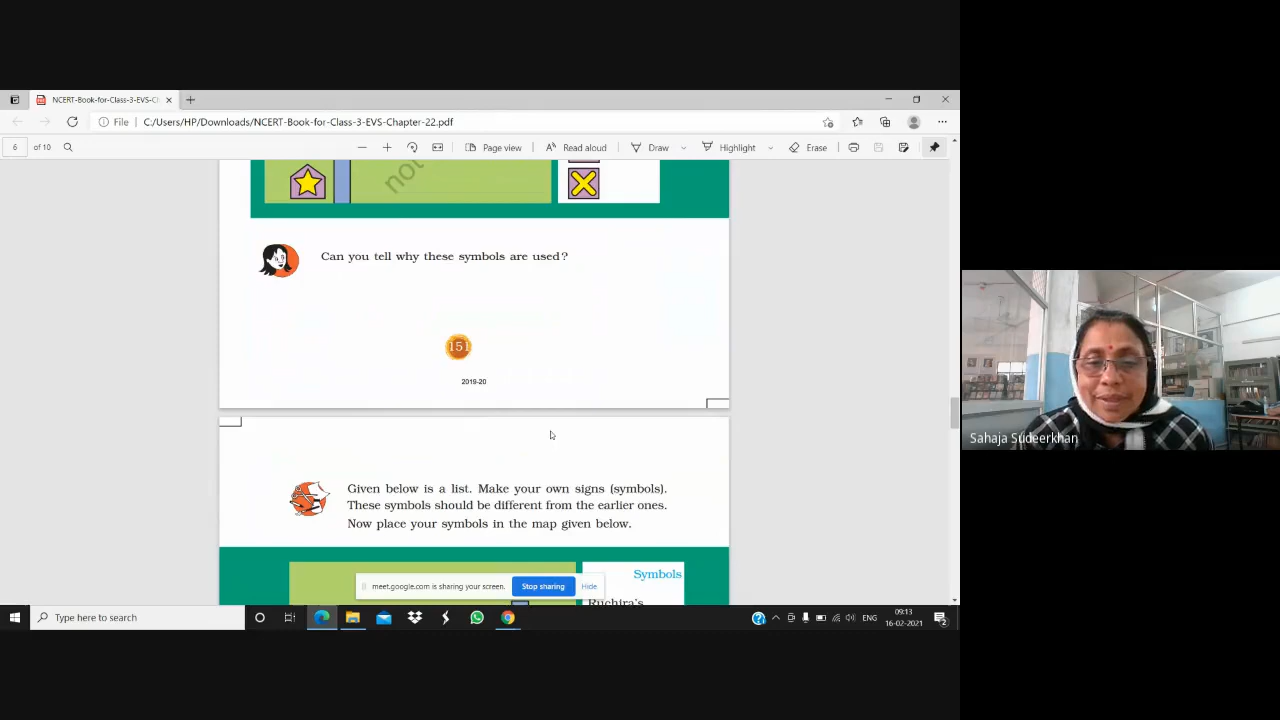 NCERT-Book-for-Class-3-EVS-C
File C:/Users/HP/Downloads/NCERT-Book-for-Class-3-EVS-Chapter-22.pdf
6 of 10 Page view Read aloud Draw Highlight Erase
not
Can you tell why these symbols are used?
151
2019-20
Given below is a list. Make your own signs (symbols).
These symbols should be different from the earlier ones.
Now place your symbols in the map given below.
Symbols
Ruchira's
meet.google.com is sharing your screen. Stop sharing Hide
Sahaja Sudeerkhan
Type here to search
ENG
09:13
16-02-2021
2